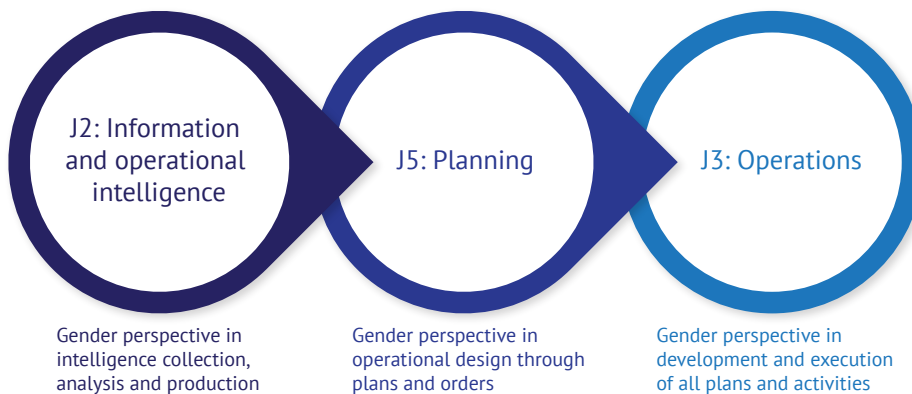 J2: Information
and operational
intelligence
J5: Planning
J3: Operations
Gender perspective in
intelligence collection,
analysis and production
Gender perspective in
operational design through
plans and orders
Gender perspective in
development and execution
of all plans and activities